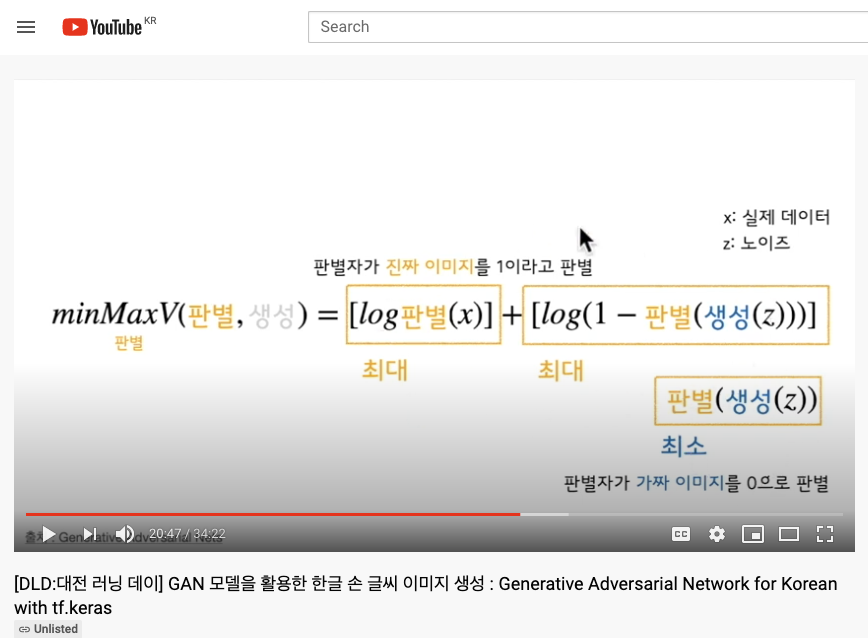 YouTube KR
Search
x: 실제 데이터
z: 노이즈
판별자가 진짜 이미지를 1이라고 판별
minMaxV(판별, 생성) = [log판별(x)] + [log(1 − 판별(생성(z)))]
판별
최대 최대
판별(생성(z))
최소
판별자가 가짜 이미지를 0으로 판별
출처 : Generative Adversarial Nets
20:47 / 34:22
CC
[DLD:대전 러닝 데이] GAN 모델을 활용한 한글 손 글씨 이미지 생성 : Generative Adversarial Network for Korean
with tf.keras
Unlisted